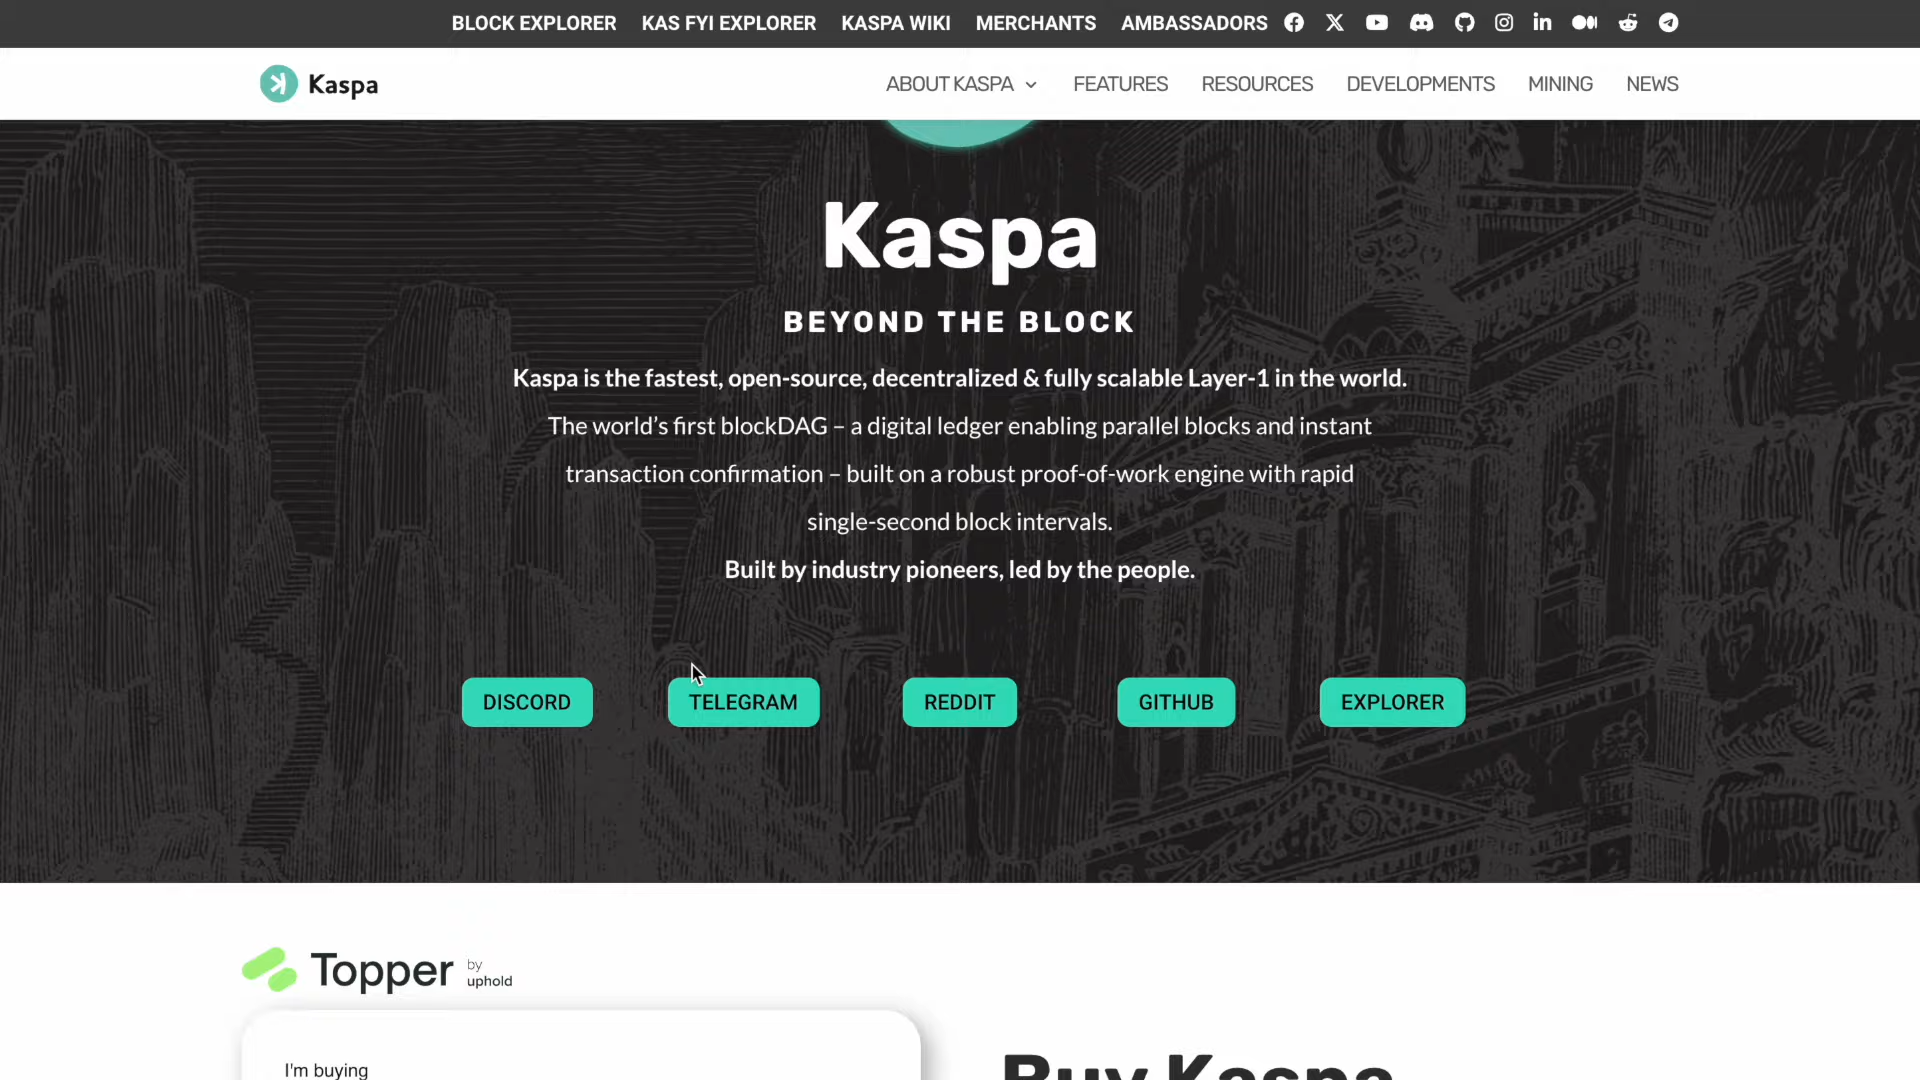 BLOCK EXPLORER KAS FYI EXPLORER KASPA WIKI MERCHANTS AMBASSADORS
Kaspa
ABOUT KASPA FEATURES RESOURCES DEVELOPMENTS MINING NEWS
Kaspa
BEYOND THE BLOCK
Kaspa is the fastest, open-source, decentralized & fully scalable Layer-1 in the world.
The world’s first blockDAG – a digital ledger enabling parallel blocks and instant
transaction confirmation – built on a robust proof-of-work engine with rapid
single-second block intervals.
Built by industry pioneers, led by the people.
DISCORD TELEGRAM REDDIT GITHUB EXPLORER
Topper by uphold
I'm buying
Buy Kaspa